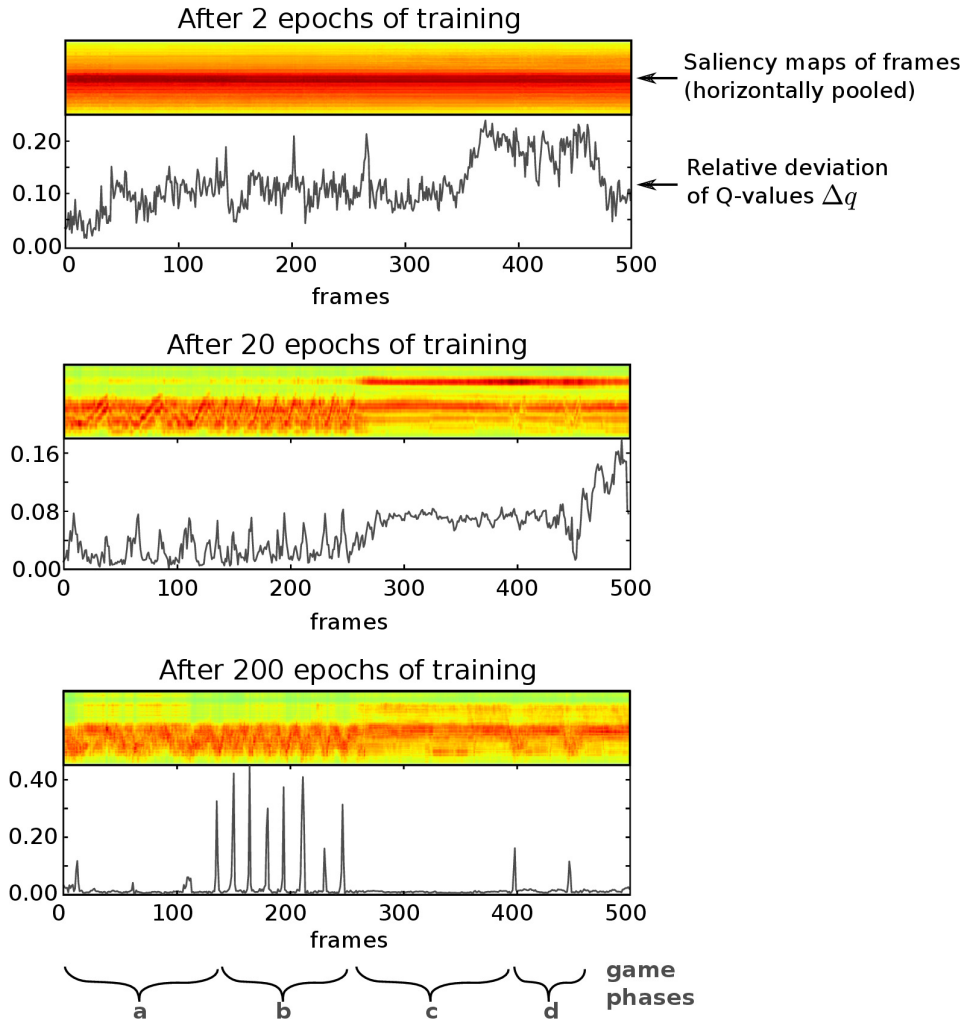 After 2 epochs of training
Saliency maps of frames
(horizontally pooled)
0.20
0.10
0.00
Relative deviation
of Q-values Δq
0 100 200 300 400 500
frames
After 20 epochs of training
0.16
0.08
0.00
0 100 200 300 400 500
frames
After 200 epochs of training
0.40
0.20
0.00
0 100 200 300 400 500
frames
a b c d
game
phases